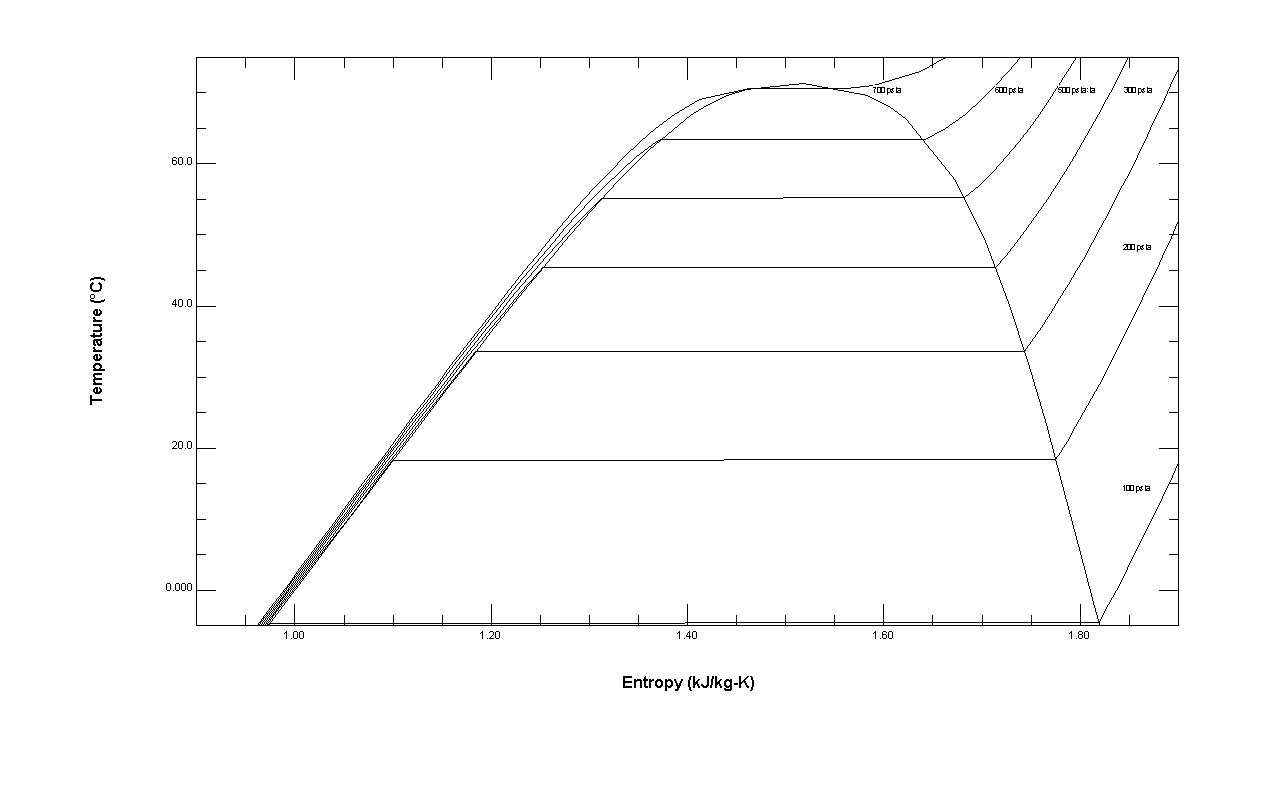 700psia 600psia 500psia 300psia
60.0
200psia
40.0
Temperature (°C)
20.0
100psia
0.000
1.00 1.20 1.40 1.60 1.80
Entropy (kJ/kg-K)